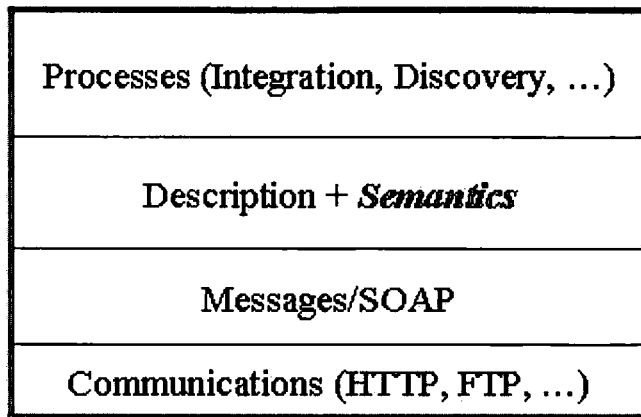 Processes (Integration, Discovery, …)
Description + Semantics
Messages/SOAP
Communications (HTTP, FTP, …)